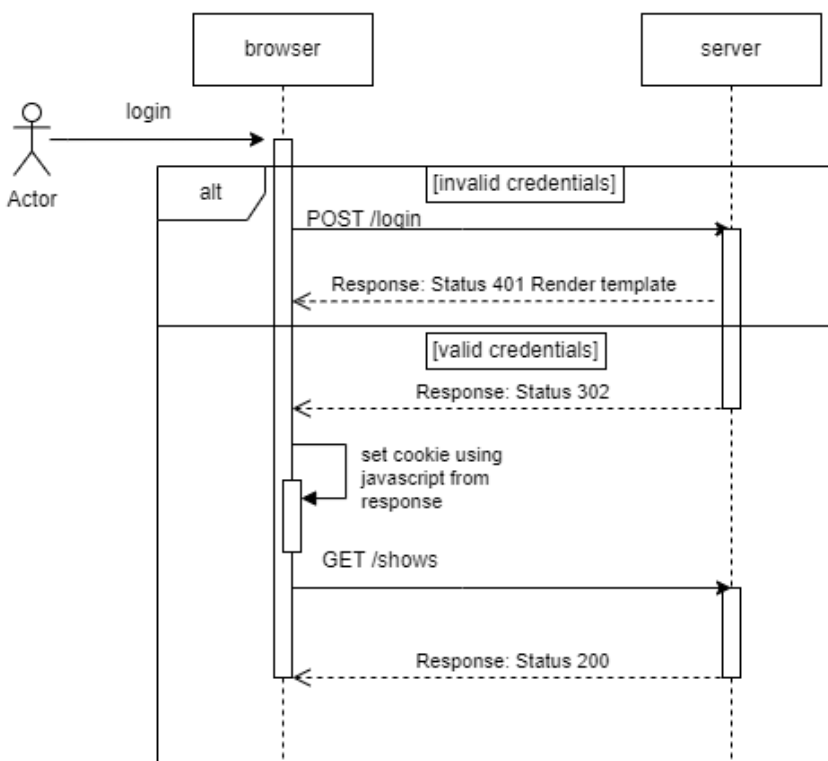 browser
server
login
Actor
alt
[invalid credentials]
POST /login
Response: Status 401 Render template
[valid credentials]
Response: Status 302
set cookie using
javascript from
response
GET /shows
Response: Status 200